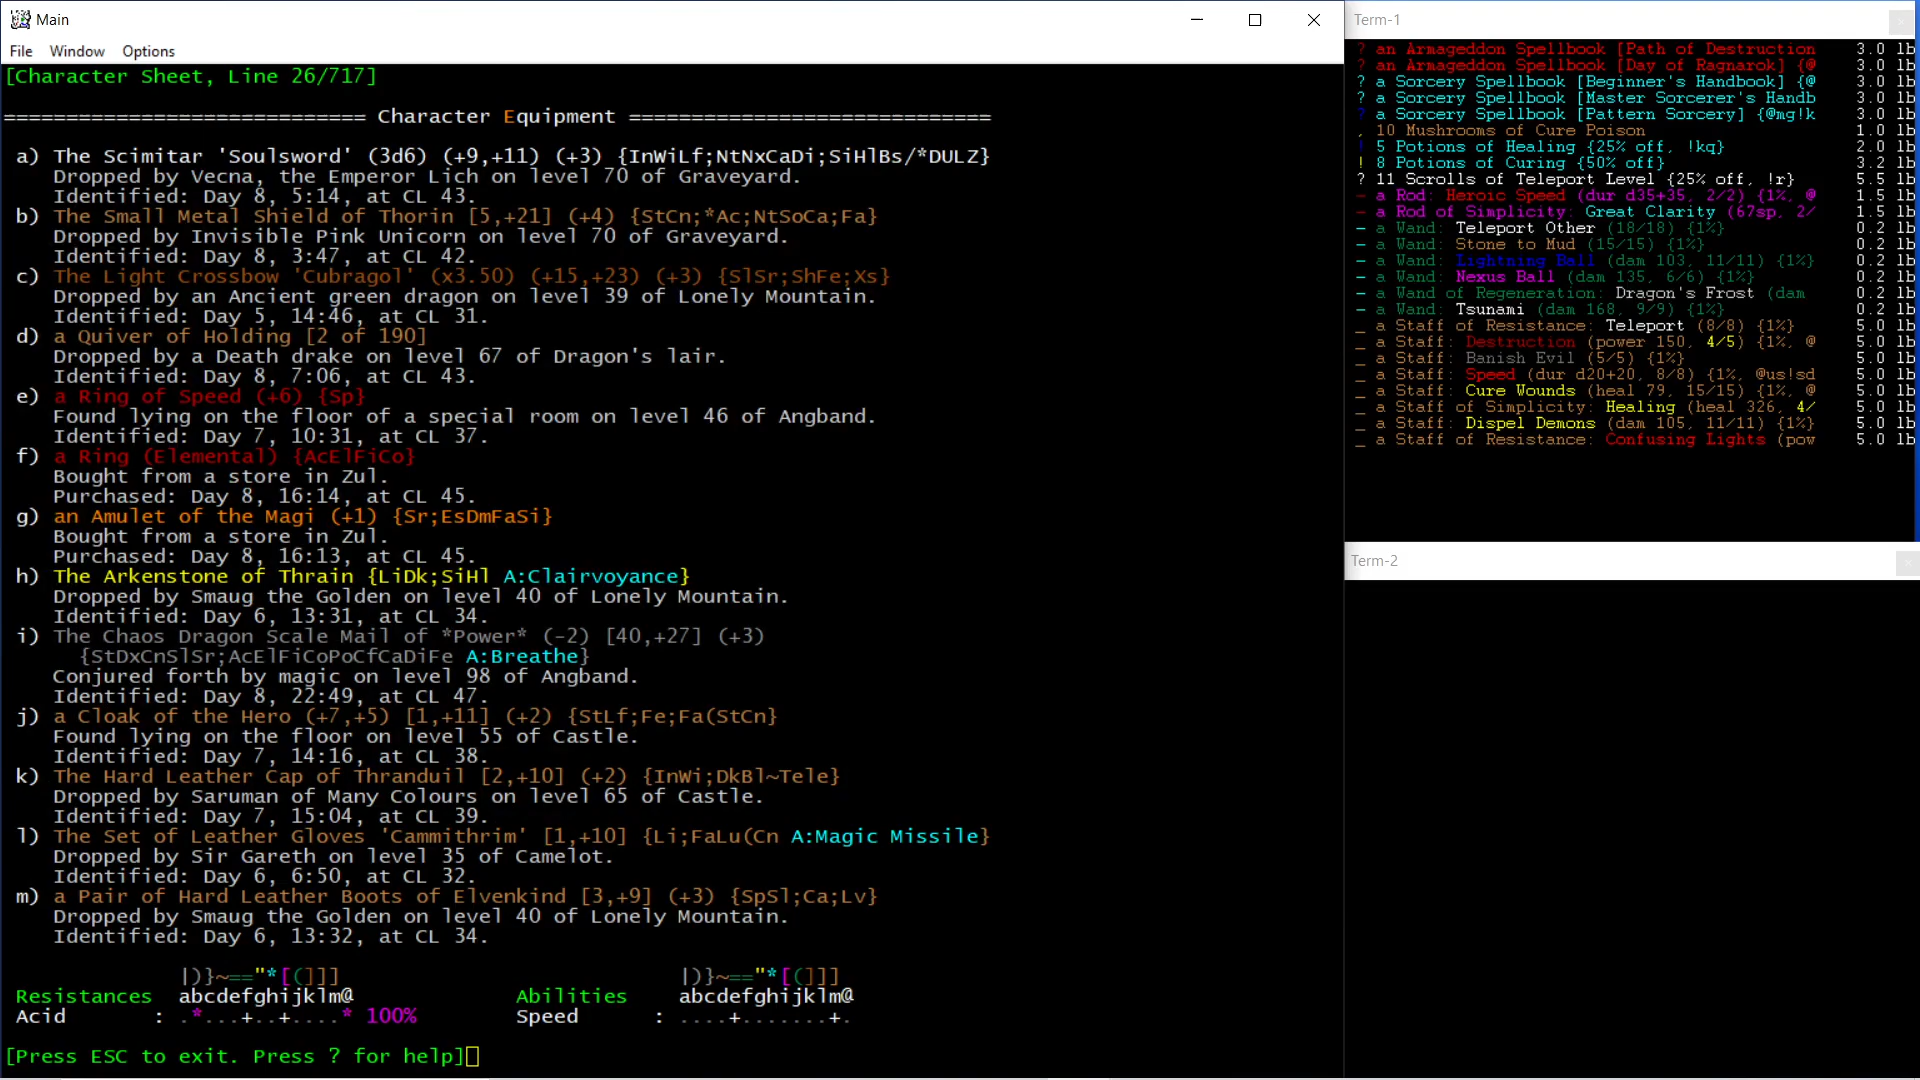 Main
File Window Options
[Character Sheet, Line 26/717]
============================= Character Equipment =============================
a) The Scimitar 'Soulsword' (3d6) (+9,+11) (+3) {InWiLf;NtNxCaDi;SiHlBs/*DULZ}
Dropped by Vecna, the Emperor Lich on level 70 of Graveyard.
Identified: Day 8, 5:14, at CL 43.
b) The Small Metal Shield of Thorin [5,+21] (+4) {StCn;*Ac;NtSoCa;Fa}
Dropped by Invisible Pink Unicorn on level 70 of Graveyard.
Identified: Day 8, 3:47, at CL 42.
c) The Light Crossbow 'Cubragol' (x3.50) (+15,+23) (+3) {SlSr;ShFe;Xs}
Dropped by an Ancient green dragon on level 39 of Lonely Mountain.
Identified: Day 5, 14:46, at CL 31.
d) a Quiver of Holding [2 of 190]
Dropped by a Death drake on level 67 of Dragon's lair.
Identified: Day 8, 7:06, at CL 43.
e) a Ring of Speed (+6) {Sp}
Found lying on the floor of a special room on level 46 of Angband.
Identified: Day 7, 10:31, at CL 37.
f) a Ring (Elemental) {AcElFiCo}
Bought from a store in Zul.
Purchased: Day 8, 16:14, at CL 45.
g) an Amulet of the Magi (+1) {Sr;EsDmFaSi}
Bought from a store in Zul.
Purchased: Day 8, 16:13, at CL 45.
h) The Arkenstone of Thrain {LiDk;SiHl A:Clairvoyance}
Dropped by Smaug the Golden on level 40 of Lonely Mountain.
Identified: Day 6, 13:31, at CL 34.
i) The Chaos Dragon Scale Mail of *Power* (-2) [40,+27] (+3)
{StDxCnSlSr;AcElFiCoPoCfCaDiFe A:Breathe}
Conjured forth by magic on level 98 of Angband.
Identified: Day 8, 22:49, at CL 47.
j) a Cloak of the Hero (+7,+5) [1,+11] (+2) {StLf;Fe;Fa(StCn}
Found lying on the floor on level 55 of Castle.
Identified: Day 7, 14:16, at CL 38.
k) The Hard Leather Cap of Thranduil [2,+10] (+2) {InWi;DkBl~Tele}
Dropped by Saruman of Many Colours on level 65 of Castle.
Identified: Day 7, 15:04, at CL 39.
l) The Set of Leather Gloves 'Cammithrim' [1,+10] {Li;FaLu(Cn A:Magic Missile}
Dropped by Sir Gareth on level 35 of Camelot.
Identified: Day 6, 6:50, at CL 32.
m) a Pair of Hard Leather Boots of Elvenkind [3,+9] (+3) {SpSl;Ca;Lv}
Dropped by Smaug the Golden on level 40 of Lonely Mountain.
Identified: Day 6, 13:32, at CL 34.
|)}~=="*[(]]] |)}~=="*[(]]]
Resistances abcdefghijklm@ Abilities abcdefghijklm@
Acid : .*...+..+....* 100% Speed : ....+.......+.
[Press ESC to exit. Press ? for help]
Term-1
? an Armageddon Spellbook [Path of Destruction 3.0 lb
? an Armageddon Spellbook [Day of Ragnarok] {@ 3.0 lb
? a Sorcery Spellbook [Beginner's Handbook] {@ 3.0 lb
? a Sorcery Spellbook [Master Sorcerer's Handb 3.0 lb
? a Sorcery Spellbook [Pattern Sorcery] {@mg!k 3.0 lb
, 10 Mushrooms of Cure Poison 1.0 lb
! 5 Potions of Healing {25% off, !kq} 2.0 lb
! 8 Potions of Curing {50% off} 3.2 lb
? 11 Scrolls of Teleport Level {25% off, !r} 5.5 lb
- a Rod: Heroic Speed (dur d35+35, 2/2) {1%, @ 1.5 lb
- a Rod of Simplicity: Great Clarity (67sp, 2/ 1.5 lb
- a Wand: Teleport Other (18/18) {1%} 0.2 lb
- a Wand: Stone to Mud (15/15) {1%} 0.2 lb
- a Wand: Lightning Ball (dam 103, 11/11) {1%} 0.2 lb
- a Wand: Nexus Ball (dam 135, 6/6) {1%} 0.2 lb
- a Wand of Regeneration: Dragon's Frost (dam 0.2 lb
- a Wand: Tsunami (dam 168, 9/9) {1%} 0.2 lb
_ a Staff of Resistance: Teleport (8/8) {1%} 5.0 lb
_ a Staff: Destruction (power 150, 4/5) {1%, @ 5.0 lb
_ a Staff: Banish Evil (5/5) {1%} 5.0 lb
_ a Staff: Speed (dur d20+20, 8/8) {1%, @us!sd 5.0 lb
_ a Staff: Cure Wounds (heal 79, 15/15) {1%, @ 5.0 lb
_ a Staff of Simplicity: Healing (heal 326, 4/ 5.0 lb
_ a Staff: Dispel Demons (dam 105, 11/11) {1%} 5.0 lb
_ a Staff of Resistance: Confusing Lights (pow 5.0 lb
Term-2